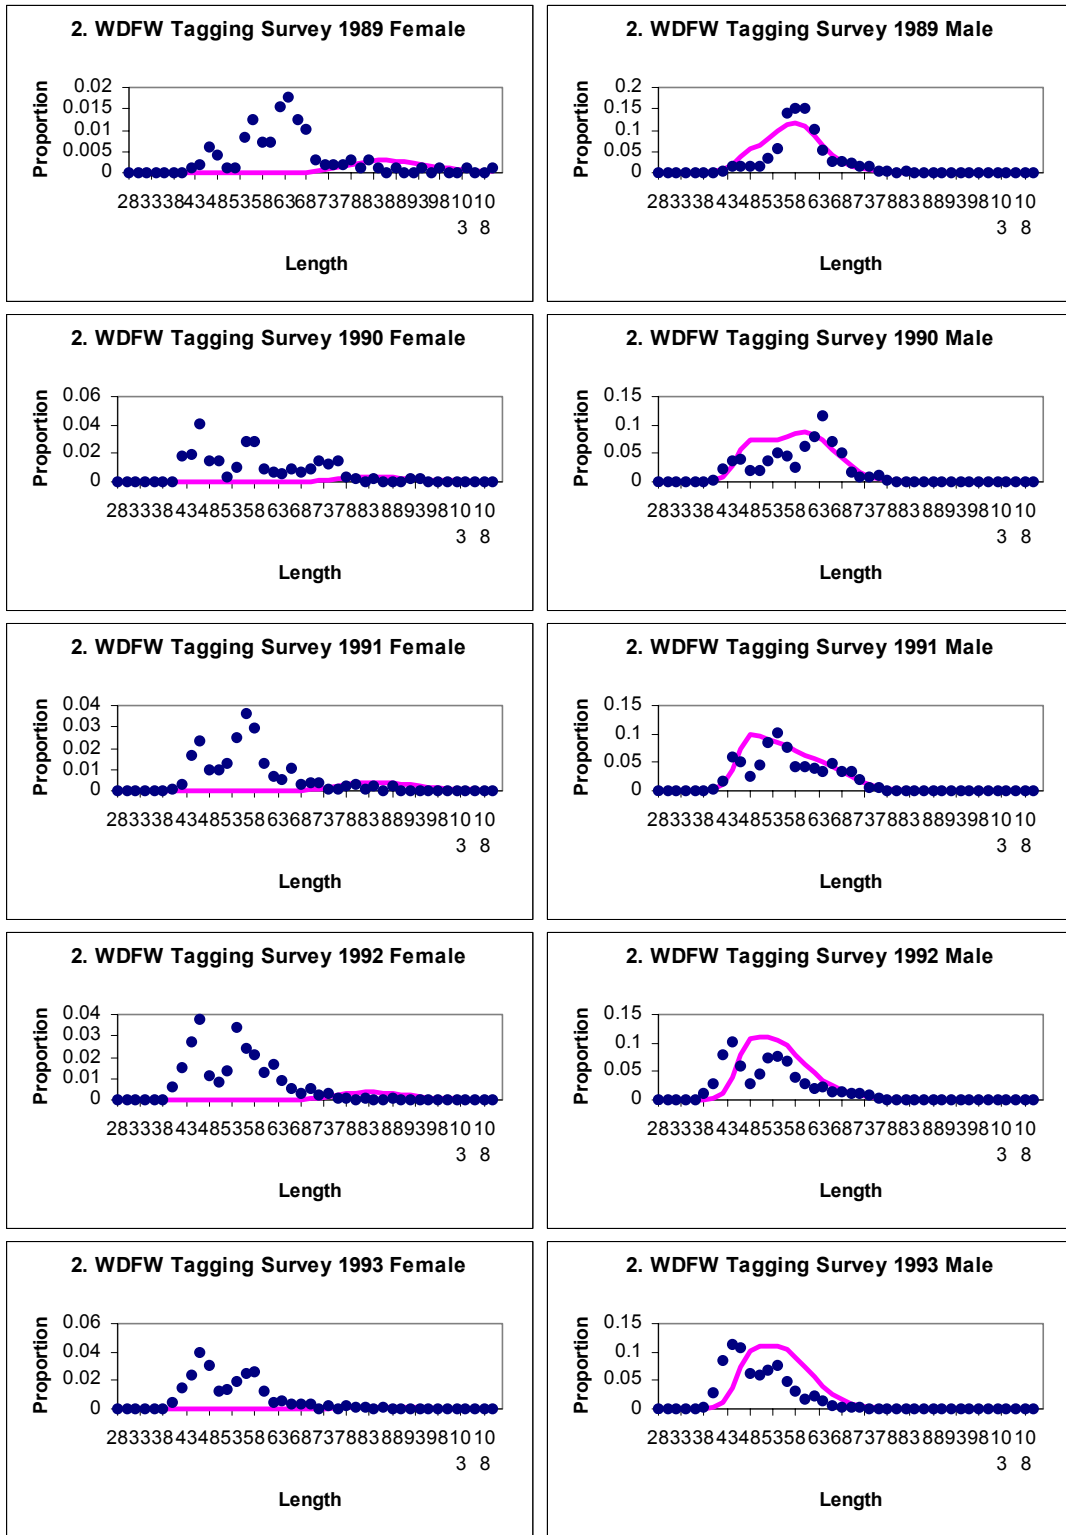 2. WDFW Tagging Survey 1989 Female
0.02
0.015
0.01
0.005
0
Proportion
28333843485358636873788388939810 10
3 8
Length
2. WDFW Tagging Survey 1989 Male
0.2
0.15
0.1
0.05
0
Proportion
28333843485358636873788388939810 10
3 8
Length
2. WDFW Tagging Survey 1990 Female
0.06
0.04
0.02
0
Proportion
28333843485358636873788388939810 10
3 8
Length
2. WDFW Tagging Survey 1990 Male
0.15
0.1
0.05
0
Proportion
28333843485358636873788388939810 10
3 8
Length
2. WDFW Tagging Survey 1991 Female
0.04
0.03
0.02
0.01
0
Proportion
28333843485358636873788388939810 10
3 8
Length
2. WDFW Tagging Survey 1991 Male
0.15
0.1
0.05
0
Proportion
28333843485358636873788388939810 10
3 8
Length
2. WDFW Tagging Survey 1992 Female
0.04
0.03
0.02
0.01
0
Proportion
28333843485358636873788388939810 10
3 8
Length
2. WDFW Tagging Survey 1992 Male
0.15
0.1
0.05
0
Proportion
28333843485358636873788388939810 10
3 8
Length
2. WDFW Tagging Survey 1993 Female
0.06
0.04
0.02
0
Proportion
28333843485358636873788388939810 10
3 8
Length
2. WDFW Tagging Survey 1993 Male
0.15
0.1
0.05
0
Proportion
28333843485358636873788388939810 10
3 8
Length